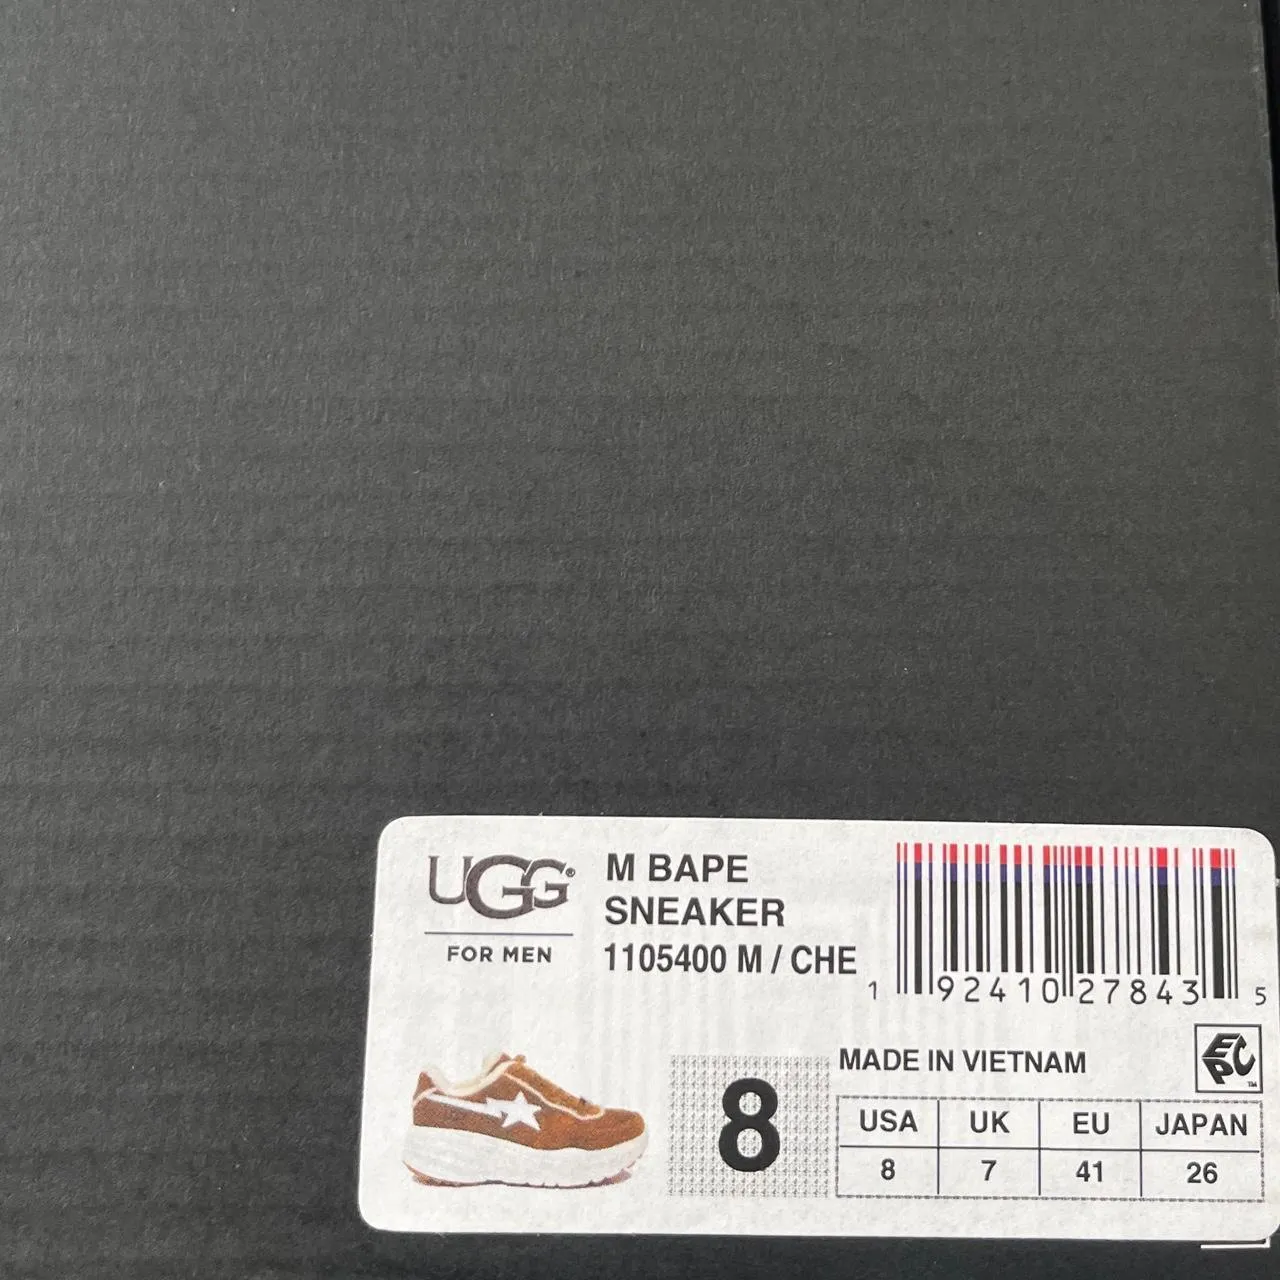 UGG®
FOR MEN
M BAPE
SNEAKER
1105400 M / CHE
1 92410 27843 5
MADE IN VIETNAM
EPC™
8
USA UK EU JAPAN
8 7 41 26